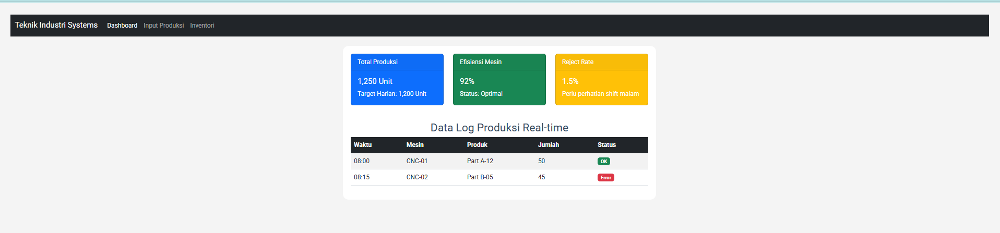 Teknik Industri Systems Dashboard Input Produksi Inventori
Total Produksi
1,250 Unit
Target Harian: 1,200 Unit
Efisiensi Mesin
92%
Status: Optimal
Reject Rate
1.5%
Perlu perhatian shift malam
Data Log Produksi Real-time
Waktu Mesin Produk Jumlah Status
08:00 CNC-01 Part A-12 50 OK
08:15 CNC-02 Part B-05 45 Error